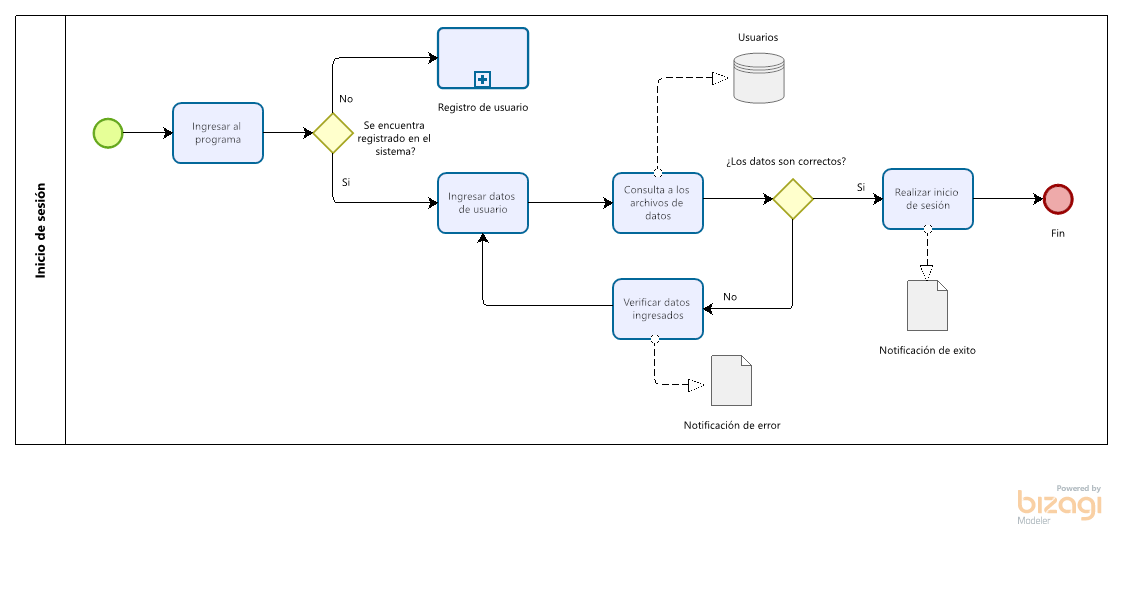 Inicio de sesión
Ingresar al
programa
No
Se encuentra
registrado en el
sistema?
Si
Registro de usuario
Ingresar datos
de usuario
Usuarios
Consulta a los
archivos de
datos
¿Los datos son correctos?
Si
No
Realizar inicio
de sesión
Fin
Verificar datos
ingresados
Notificación de exito
Notificación de error
Powered by
bizagi
Modeler